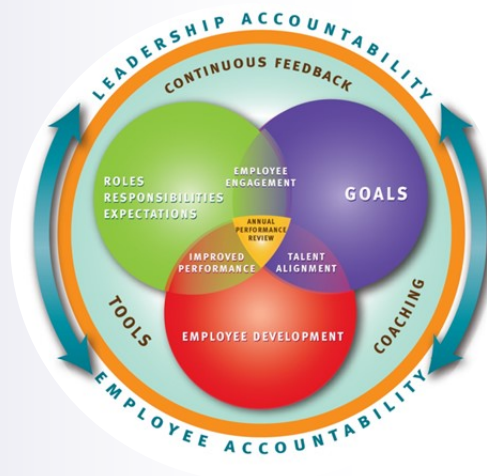 LEADERSHIP ACCOUNTABILITY
CONTINUOUS FEEDBACK
ROLES
RESPONSIBILITIES
EXPECTATIONS
EMPLOYEE
ENGAGEMENT
GOALS
ANNUAL
PERFORMANCE
REVIEW
IMPROVED
PERFORMANCE
TALENT
ALIGNMENT
TOOLS
EMPLOYEE DEVELOPMENT
COACHING
EMPLOYEE ACCOUNTABILITY